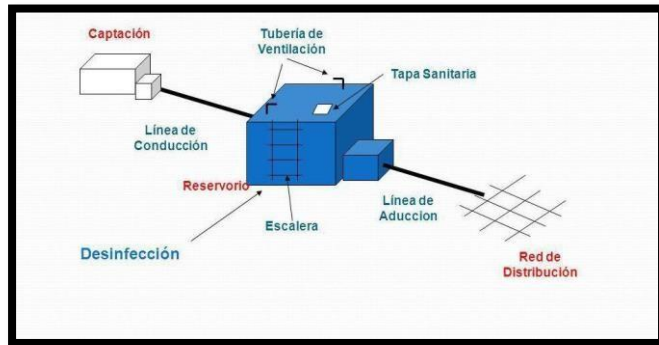 Captación
Tubería de
Ventilación
Tapa Sanitaria
Línea de
Conducción
Reservorio
Escalera
Línea de
Aduccion
Desinfección
Red de
Distribución